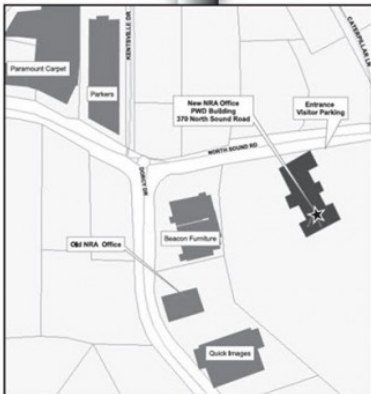 KENTSVILLE DR
CATERPILLAR LN
Paramount Carpet
Parkers
New NRA Office
PWD Building
370 North Sound Road
Entrance
Visitor Parking
NORTH SOUND RD
DORCY DR
Beacon Furniture
Old NRA Office
Quick Images